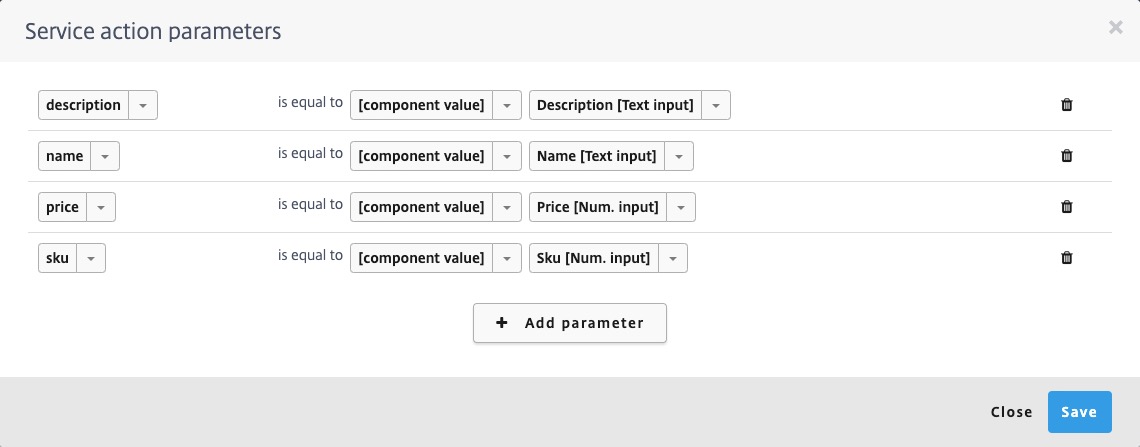 Service action parameters
description is equal to [component value] Description [Text input]
name is equal to [component value] Name [Text input]
price is equal to [component value] Price [Num. input]
sku is equal to [component value] Sku [Num. input]
Add parameter
Close Save